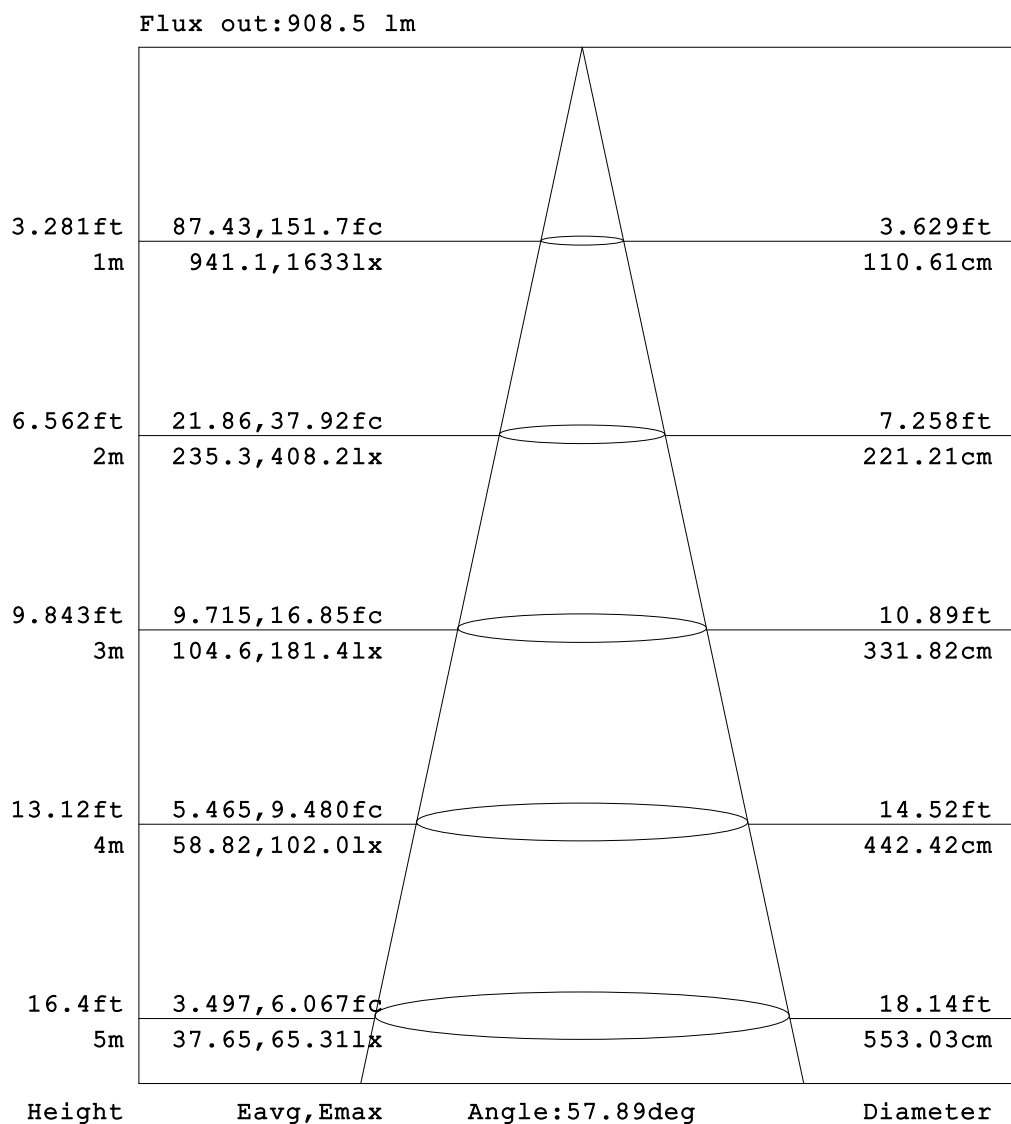 Flux out:908.5 lm
3.281ft 87.43,151.7fc 3.629ft
1m 941.1,1633lx 110.61cm
6.562ft 21.86,37.92fc 7.258ft
2m 235.3,408.2lx 221.21cm
9.843ft 9.715,16.85fc 10.89ft
3m 104.6,181.4lx 331.82cm
13.12ft 5.465,9.480fc 14.52ft
4m 58.82,102.0lx 442.42cm
16.4ft 3.497,6.067fc 18.14ft
5m 37.65,65.31lx 553.03cm
Height Eavg,Emax Angle:57.89deg Diameter